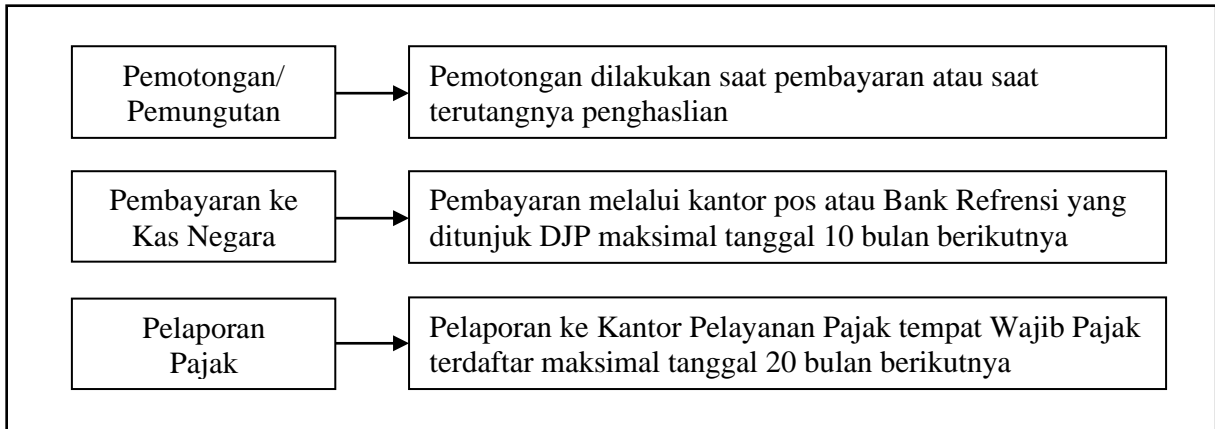 Pemotongan/
Pemungutan
Pemotongan dilakukan saat pembayaran atau saat
terutangnya penghaslian
Pembayaran ke
Kas Negara
Pembayaran melalui kantor pos atau Bank Refrensi yang
ditunjuk DJP maksimal tanggal 10 bulan berikutnya
Pelaporan
Pajak
Pelaporan ke Kantor Pelayanan Pajak tempat Wajib Pajak
terdaftar maksimal tanggal 20 bulan berikutnya